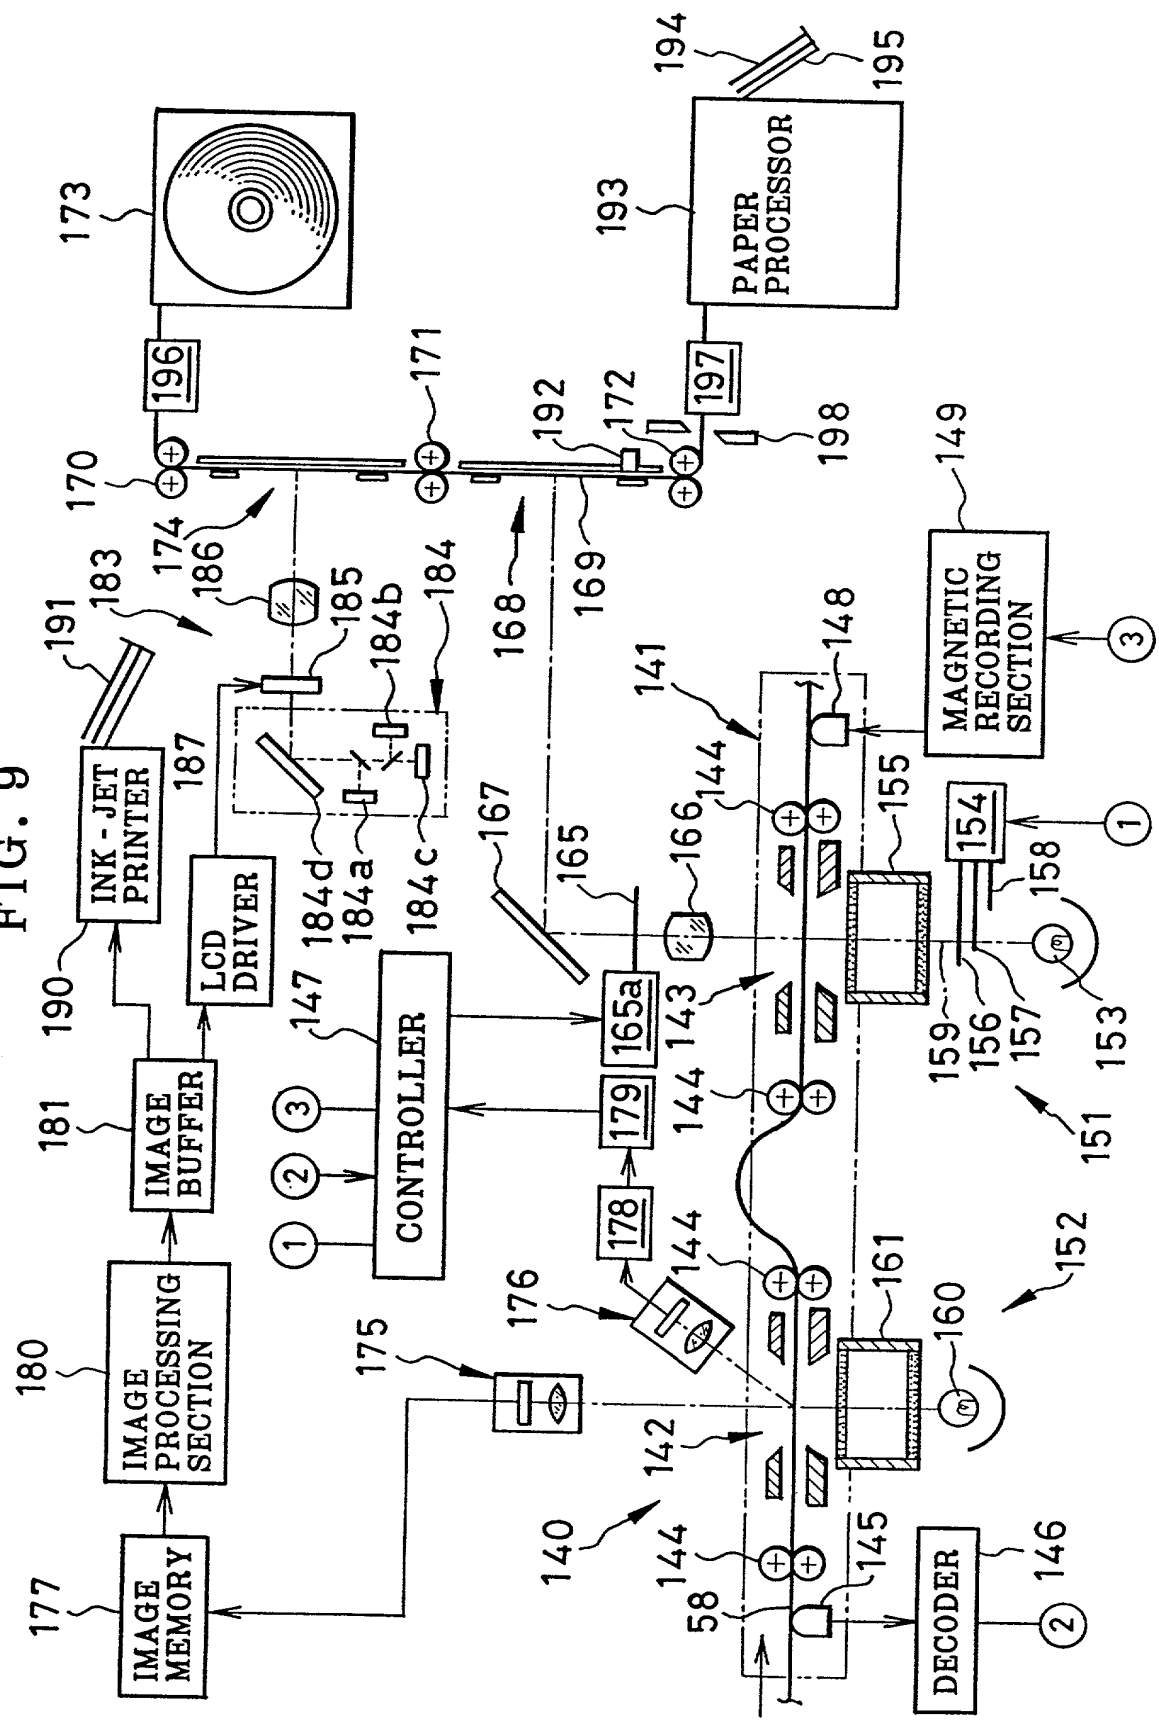 FIG. 9
177
IMAGE
MEMORY
180
IMAGE
PROCESSING
SECTION
181
IMAGE
BUFFER
190
INK-JET
PRINTER
191
187
LCD
DRIVER
183
174
186
185
184b
184
184d
184a
184c
170
196
173
171
147
1
2
3
CONTROLLER
175
176
178
179
165a
167
165
166
168
169
192
172
197
198
193
PAPER
PROCESSOR
194
195
140
142
144
144
143
144
144
141
148
149
MAGNETIC
RECORDING
SECTION
3
58
145
146
DECODER
2
161
160
152
151
159
156
157
153
155
154
158
1